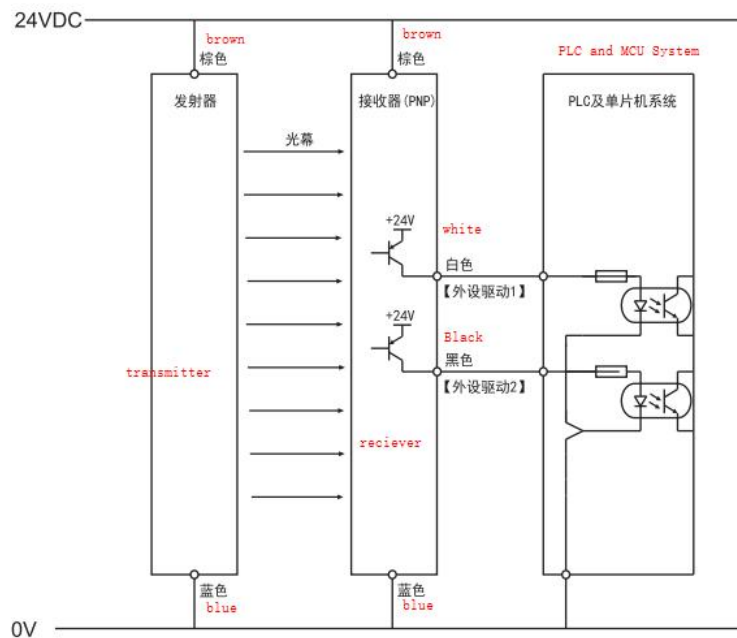 24VDC
brown
棕色
brown
棕色
PLC and MCU System
发射器
接收器(PNP)
PLC及单片机系统
光幕
+24V
white
白色
【外设驱动1】
+24V
Black
黑色
【外设驱动2】
transmitter
reciever
蓝色
blue
蓝色
blue
0V